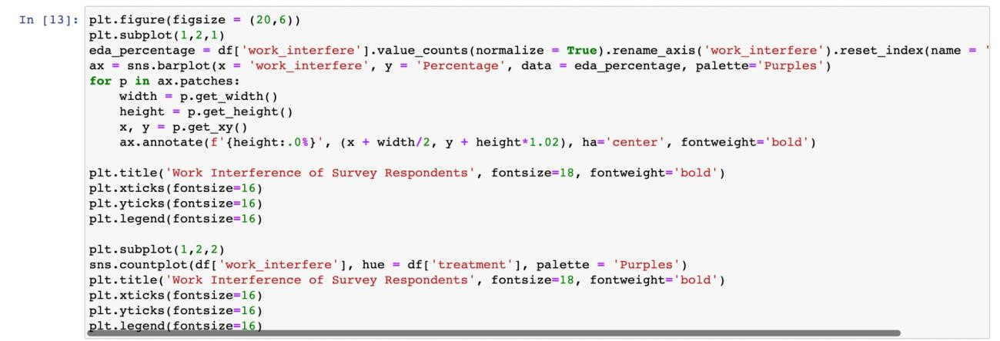 In [13]: plt.figure(figsize = (20,6))
plt.subplot(1,2,1)
eda_percentage = df['work_interfere'].value_counts(normalize = True).rename_axis('work_interfere').reset_index(name = '
ax = sns.barplot(x = 'work_interfere', y = 'Percentage', data = eda_percentage, palette='Purples')
for p in ax.patches:
    width = p.get_width()
    height = p.get_height()
    x, y = p.get_xy()
    ax.annotate(f'{height:.0%}', (x + width/2, y + height*1.02), ha='center', fontweight='bold')

plt.title('Work Interference of Survey Respondents', fontsize=18, fontweight='bold')
plt.xticks(fontsize=16)
plt.yticks(fontsize=16)
plt.legend(fontsize=16)

plt.subplot(1,2,2)
sns.countplot(df['work_interfere'], hue = df['treatment'], palette = 'Purples')
plt.title('Work Interference of Survey Respondents', fontsize=18, fontweight='bold')
plt.xticks(fontsize=16)
plt.yticks(fontsize=16)
plt.legend(fontsize=16)